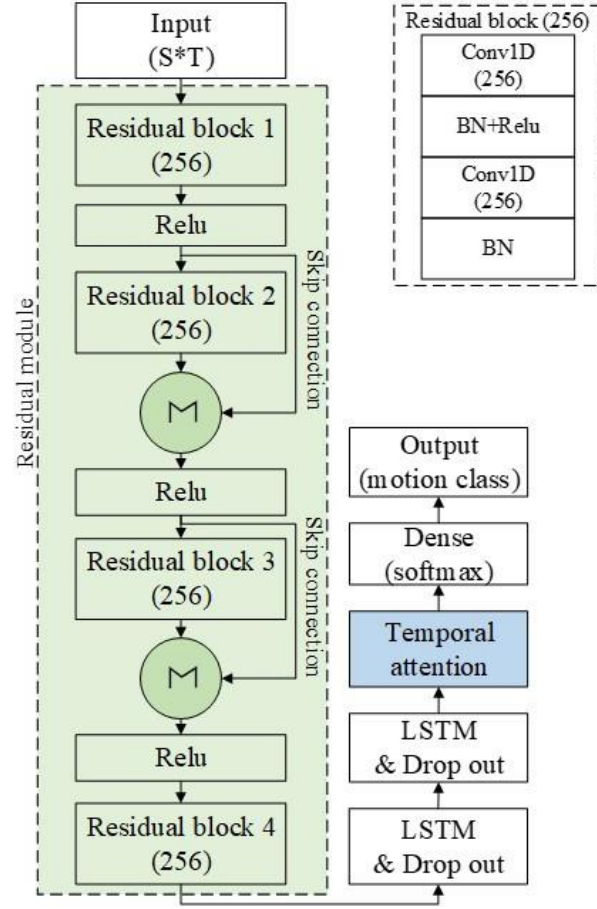 Input
(S*T)
Residual module
Residual block 1
(256)
Relu
Skip connection
Residual block 2
(256)
Σ
Relu
Skip connection
Residual block 3
(256)
Σ
Relu
Residual block 4
(256)
Residual block (256)
Conv1D
(256)
BN+Relu
Conv1D
(256)
BN
Output
(motion class)
Dense
(softmax)
Temporal
attention
LSTM
& Drop out
LSTM
& Drop out